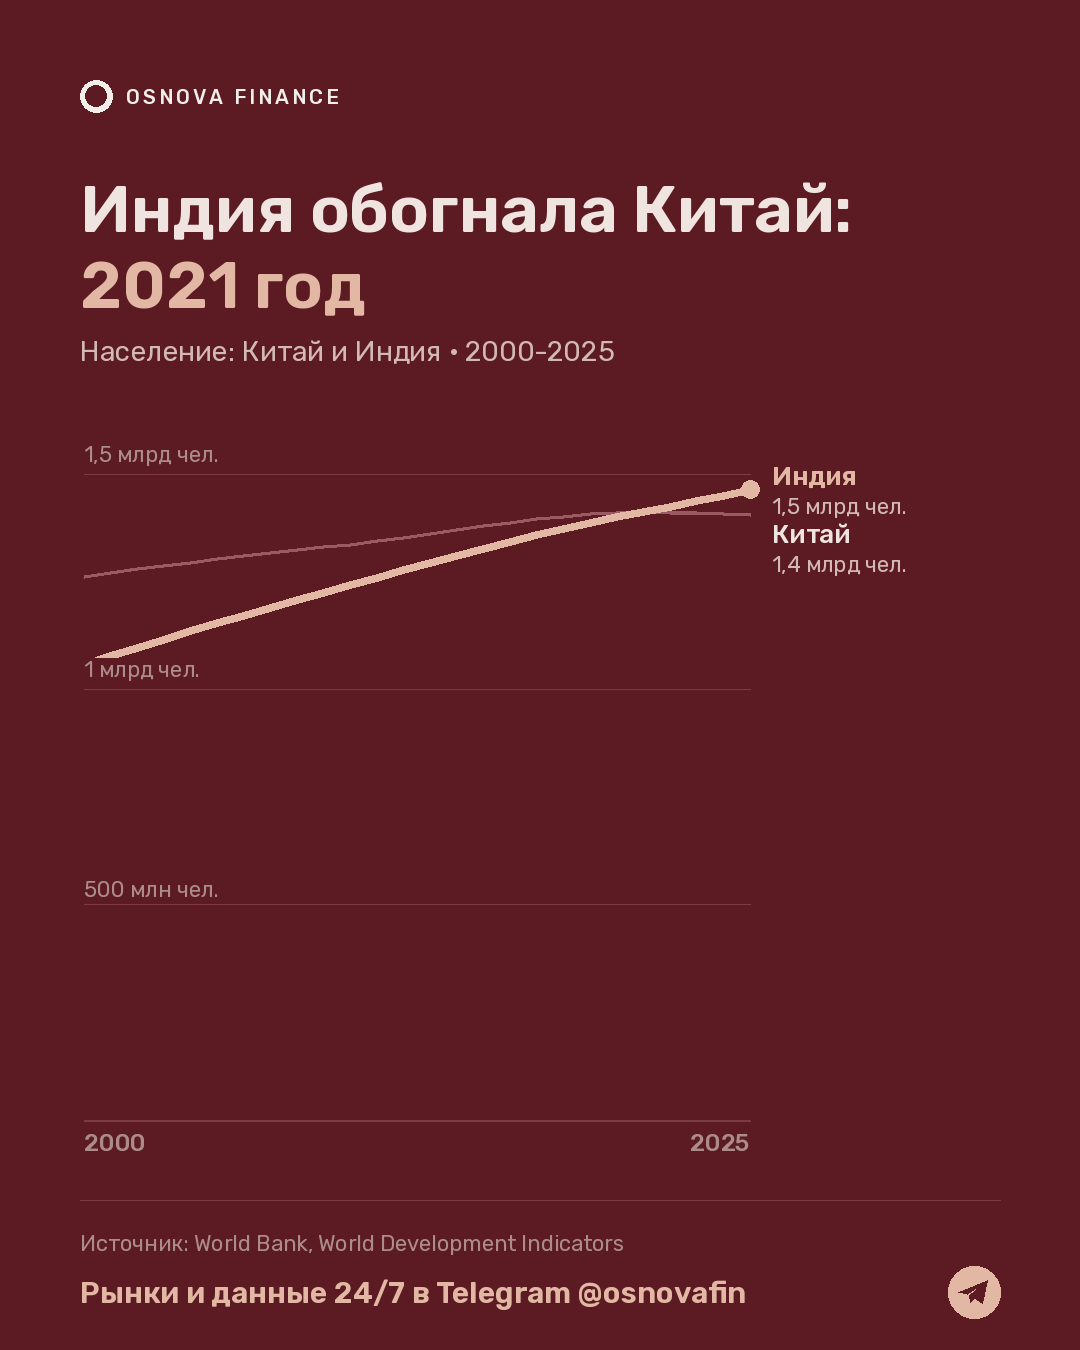 OSNOVA FINANCE
Индия обогнала Китай:
2021 год
Население: Китай и Индия • 2000–2025
1,5 млрд чел.
Индия
1,5 млрд чел.
Китай
1,4 млрд чел.
1 млрд чел.
500 млн чел.
2000
2025
Источник: World Bank, World Development Indicators
Рынки и данные 24/7 в Telegram @osnovafin